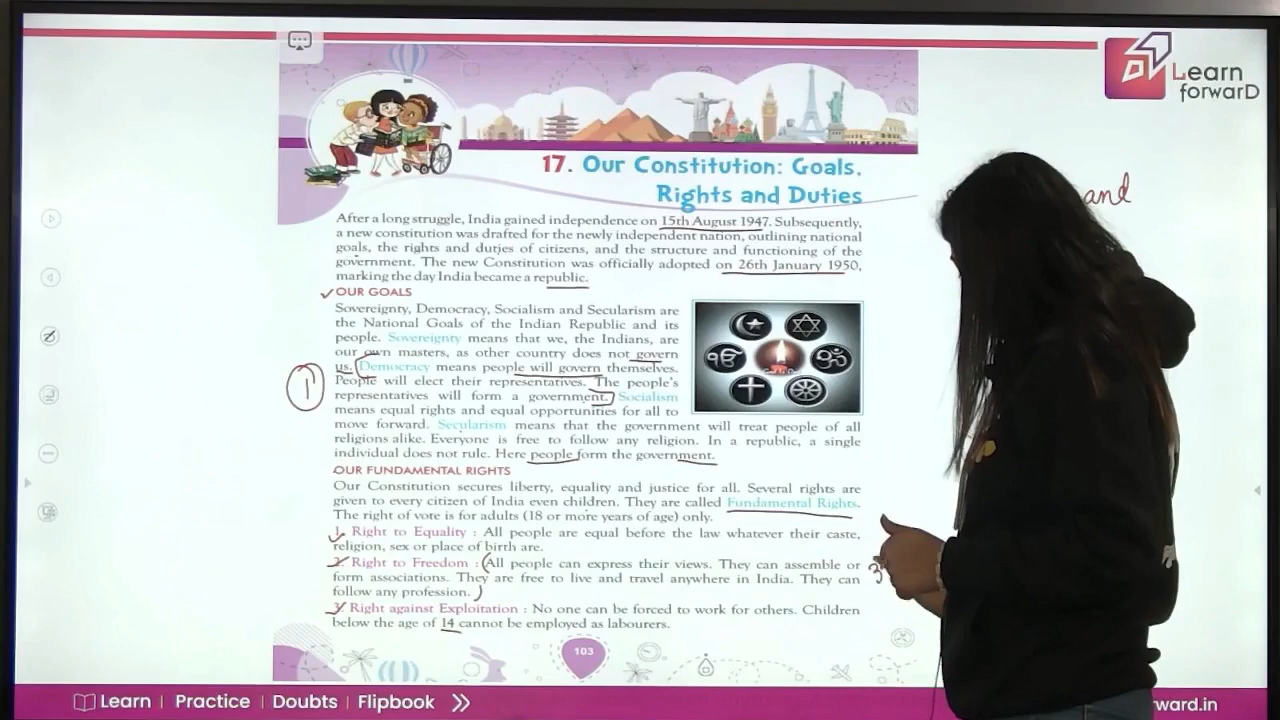 Learn
forwarD
17. Our Constitution: Goals,
Rights and Duties
and
After a long struggle, India gained independence on 15th August 1947. Subsequently,
a new constitution was drafted for the newly independent nation, outlining national
goals, the rights and duties of citizens, and the structure and functioning of the
government. The new Constitution was officially adopted on 26th January 1950,
marking the day India became a republic.
OUR GOALS
Sovereignty, Democracy, Socialism and Secularism are
the National Goals of the Indian Republic and its
people. Sovereignty means that we, the Indians, are
our own masters, as other country does not govern
us. Democracy means people will govern themselves.
People will elect their representatives. The people's
representatives will form a government. Socialism
means equal rights and equal opportunities for all to
move forward. Secularism means that the government will treat people of all
religions alike. Everyone is free to follow any religion. In a republic, a single
individual does not rule. Here people form the government.
1
OUR FUNDAMENTAL RIGHTS
Our Constitution secures liberty, equality and justice for all. Several rights are
given to every citizen of India even children. They are called Fundamental Rights.
The right of vote is for adults (18 or more years of age) only.
1. Right to Equality : All people are equal before the law whatever their caste,
religion, sex or place of birth are.
2. Right to Freedom : All people can express their views. They can assemble or
form associations. They are free to live and travel anywhere in India. They can
follow any profession.
3. Right against Exploitation : No one can be forced to work for others. Children
below the age of 14 cannot be employed as labourers.
103
Learn | Practice | Doubts | Flipbook
ward.in